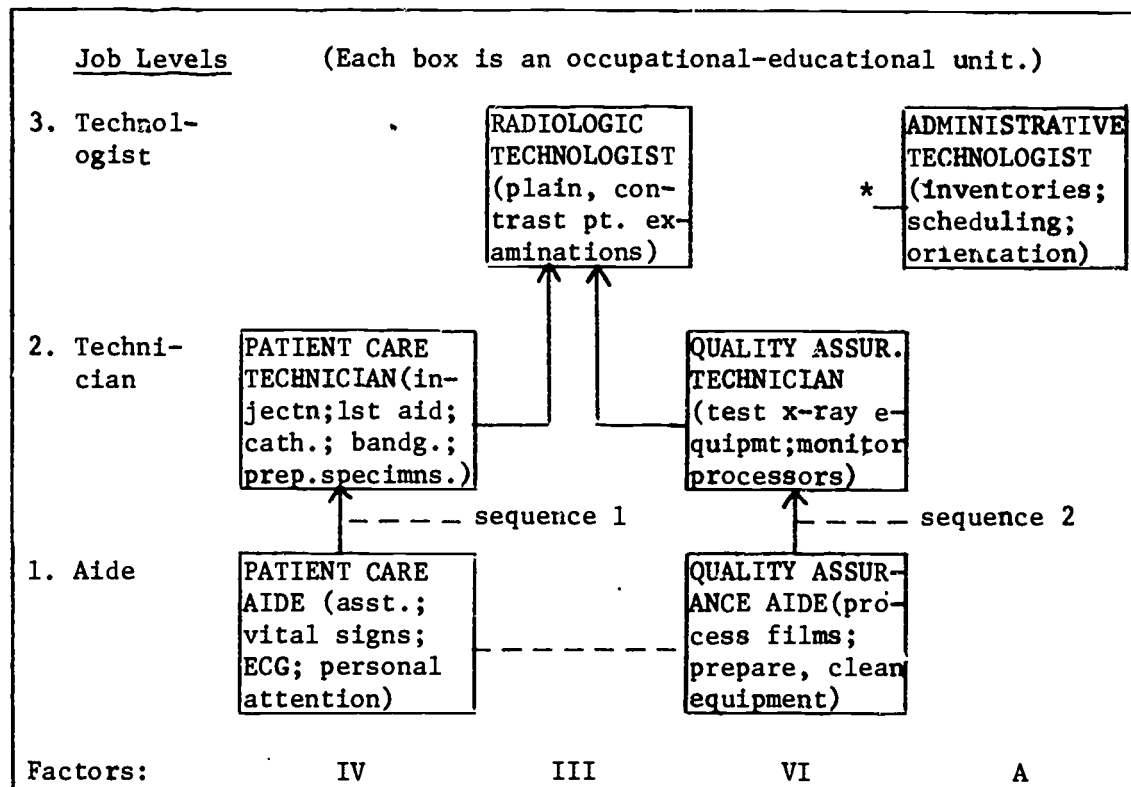 Job Levels (Each box is an occupational-educational unit.)
3. Technol-
ogist
RADIOLOGIC
TECHNOLOGIST
(plain, con-
trast pt. ex-
aminations)
*
ADMINISTRATIVE
TECHNOLOGIST
(inventories;
scheduling;
orientation)
2. Techni-
cian
PATIENT CARE
TECHNICIAN(in-
jectn;1st aid;
cath.; bandg.;
prep.specimns.)
QUALITY ASSUR.
TECHNICIAN
(test x-ray e-
quipmt;monitor
processors)
sequence 1
sequence 2
1. Aide
PATIENT CARE
AIDE (asst.;
vital signs;
ECG; personal
attention)
QUALITY ASSUR-
ANCE AIDE(pro-
cess films;
prepare, clean
equipment)
Factors: IV III VI A